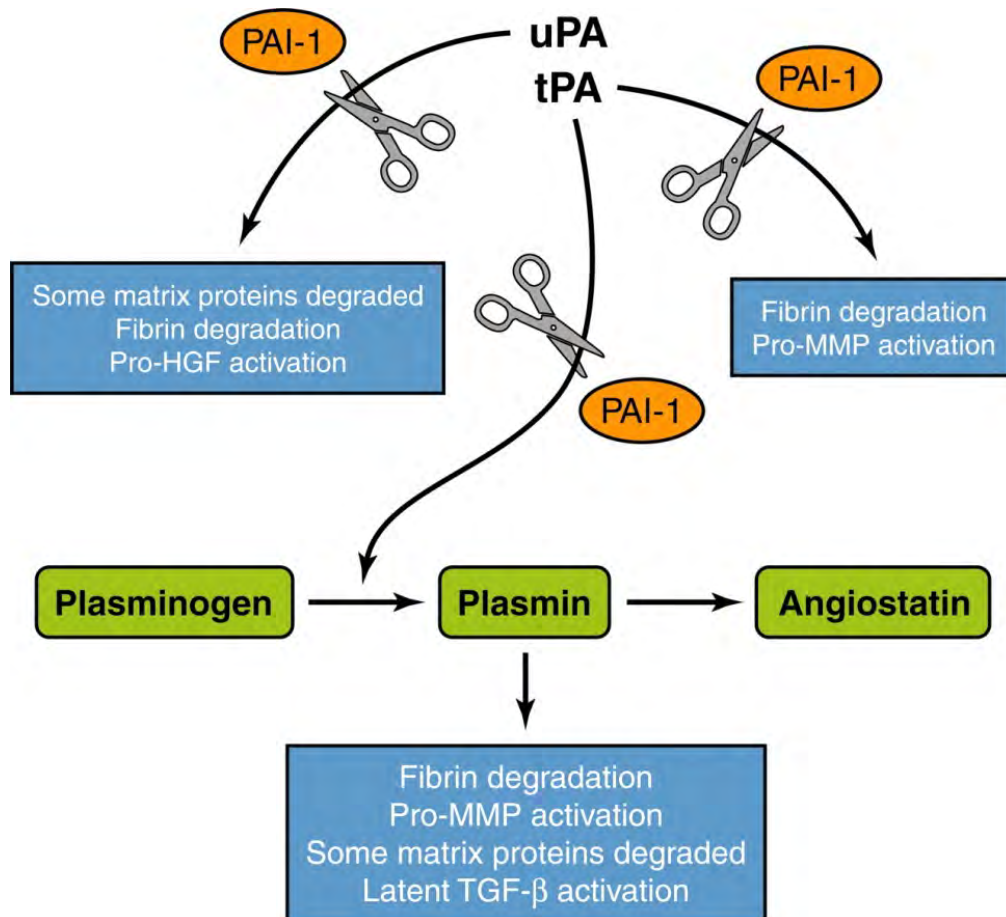 PAI-1
uPA
tPA
PAI-1
Some matrix proteins degraded
Fibrin degradation
Pro-HGF activation
Fibrin degradation
Pro-MMP activation
PAI-1
Plasminogen
Plasmin
Angiostatin
Fibrin degradation
Pro-MMP activation
Some matrix proteins degraded
Latent TGF-β activation